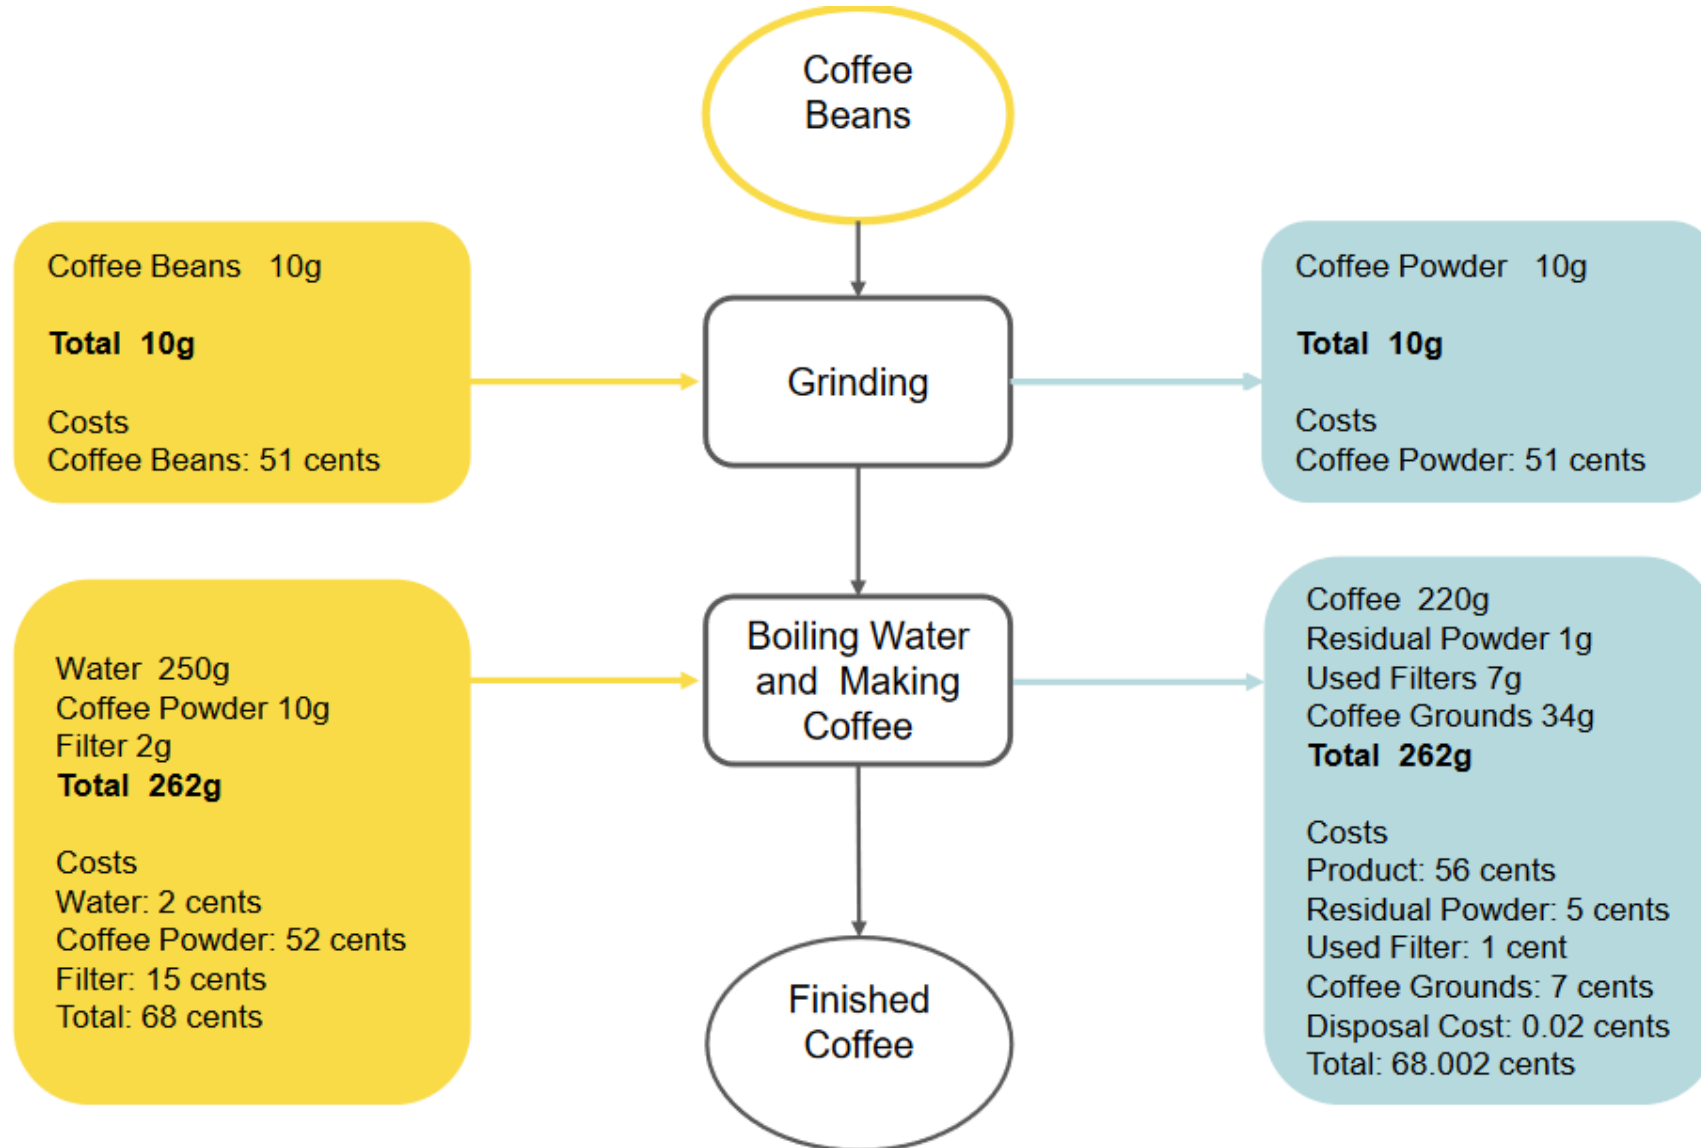 Coffee
Beans
Coffee Beans 10g
Total 10g
Costs
Coffee Beans: 51 cents
Grinding
Coffee Powder 10g
Total 10g
Costs
Coffee Powder: 51 cents
Water 250g
Coffee Powder 10g
Filter 2g
Total 262g
Costs
Water: 2 cents
Coffee Powder: 52 cents
Filter: 15 cents
Total: 68 cents
Boiling Water
and Making
Coffee
Coffee 220g
Residual Powder 1g
Used Filters 7g
Coffee Grounds 34g
Total 262g
Costs
Product: 56 cents
Residual Powder: 5 cents
Used Filter: 1 cent
Coffee Grounds: 7 cents
Disposal Cost: 0.02 cents
Total: 68.002 cents
Finished
Coffee